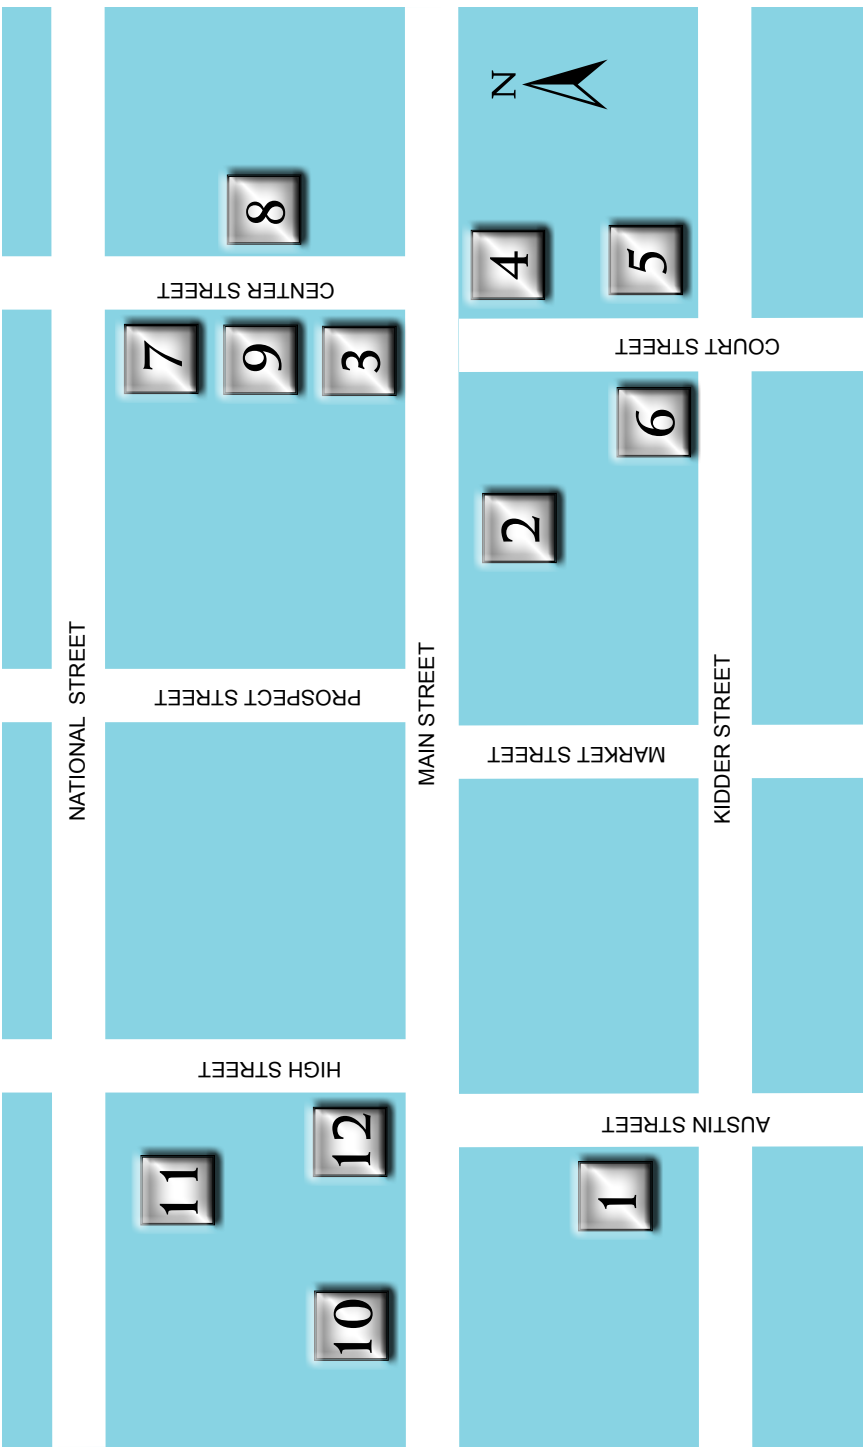 NATIONAL STREET
HIGH STREET
PROSPECT STREET
CENTER STREET
11
7
9
8
10
12
3
MAIN STREET
N
2
4
1
6
5
AUSTIN STREET
MARKET STREET
COURT STREET
KIDDER STREET